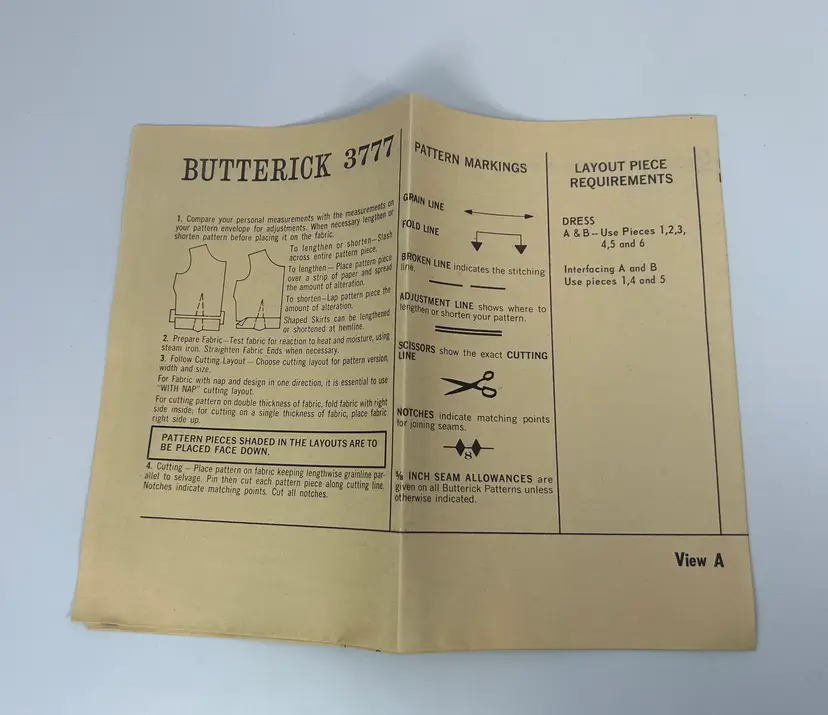 BUTTERICK 3777
1. Compare your personal measurements with the measurements on
your pattern envelope for adjustments. When necessary lengthen or
shorten pattern before placing it on the fabric.
To lengthen or shorten—Slash
across entire pattern piece.
To lengthen — Place pattern piece
over a strip of paper and spread
the amount of alteration.
To shorten—Lap pattern piece the
amount of alteration.
Shaped Skirts can be lengthened
or shortened at hemline.
2. Prepare Fabric—Test fabric for reaction to heat and moisture, using
steam iron. Straighten Fabric Ends when necessary.
3. Follow Cutting Layout — Choose cutting layout for pattern version,
width and size.
For Fabric with nap and design in one direction, it is essential to use
"WITH NAP" cutting layout.
For cutting pattern on double thickness of fabric, fold fabric with right
side inside; for cutting on a single thickness of fabric, place fabric
right side up.
PATTERN PIECES SHADED IN THE LAYOUTS ARE TO
BE PLACED FACE DOWN.
4. Cutting — Place pattern on fabric keeping lengthwise grainline par-
allel to selvage. Pin then cut each pattern piece along cutting line.
Notches indicate matching points. Cut all notches.
PATTERN MARKINGS
GRAIN LINE
FOLD LINE
BROKEN LINE indicates the stitching
line.
ADJUSTMENT LINE shows where to
lengthen or shorten your pattern.
SCISSORS show the exact CUTTING
LINE
NOTCHES indicate matching points
for joining seams.
8
⅝ INCH SEAM ALLOWANCES are
given on all Butterick Patterns unless
otherwise indicated.
LAYOUT PIECE
REQUIREMENTS
DRESS
A & B—Use Pieces 1,2,3,
4,5 and 6
Interfacing A and B
Use pieces 1,4 and 5
View A